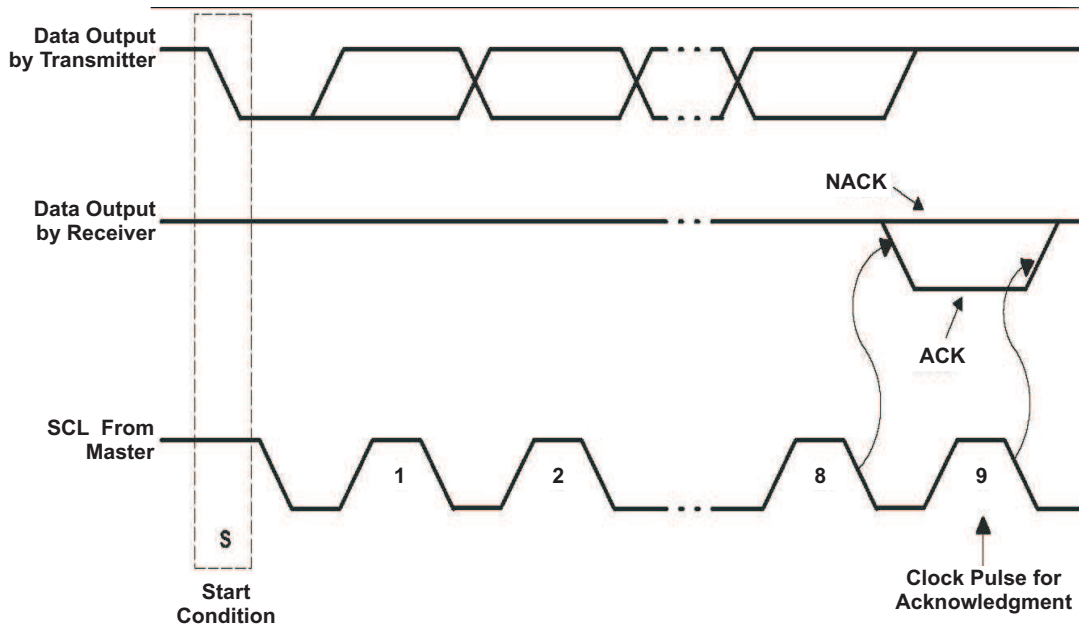 Data Output
by Transmitter
NACK
Data Output
by Receiver
ACK
SCL From
Master
1
2
8
9
S
Start
Condition
Clock Pulse for
Acknowledgment